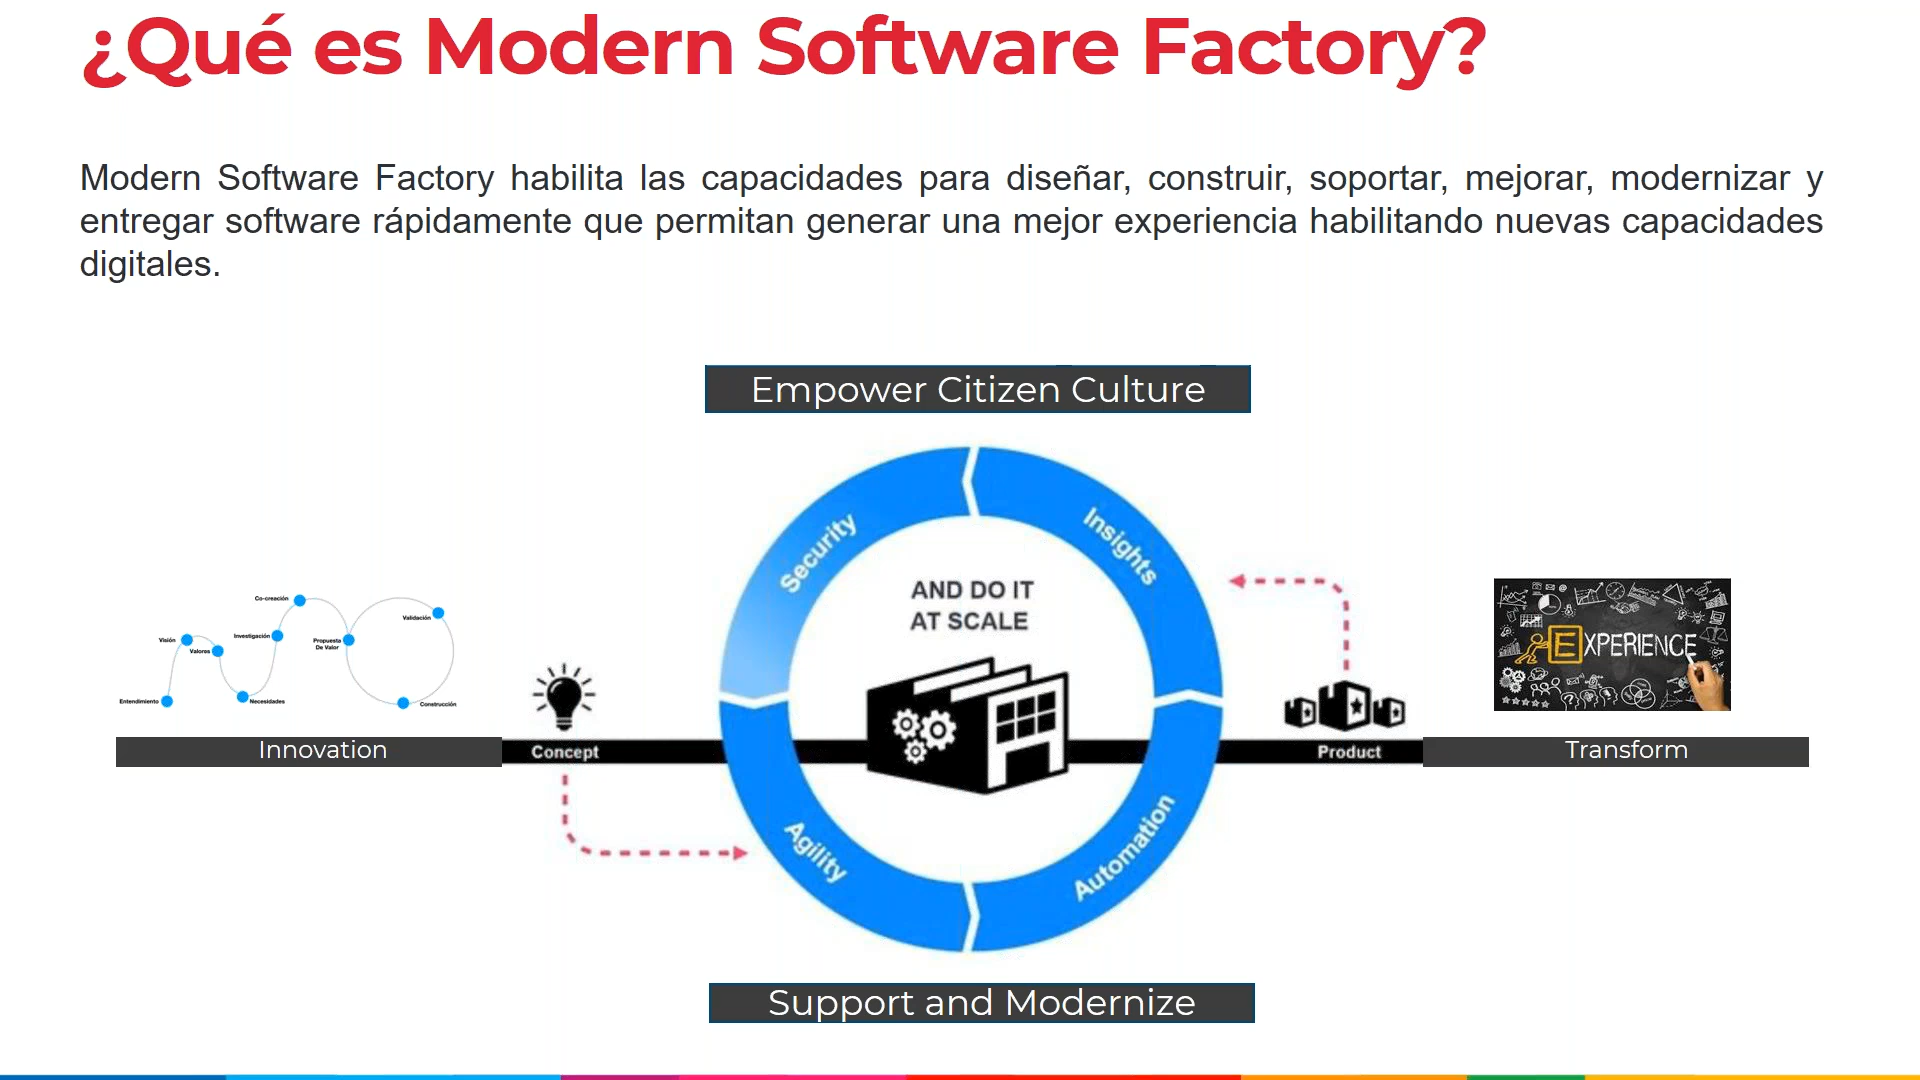 ¿Qué es Modern Software Factory?
Modern Software Factory habilita las capacidades para diseñar, construir, soportar, mejorar, modernizar y
entregar software rápidamente que permitan generar una mejor experiencia habilitando nuevas capacidades
digitales.
Empower Citizen Culture
Security
Insights
AND DO IT
AT SCALE
Agility
Automation
Co-creación
Validación
Visión
Investigación
Propuesta
De Valor
Valores
Entendimiento
Necesidades
Construcción
EXPERIENCE
Innovation
Concept
Product
Transform
Support and Modernize